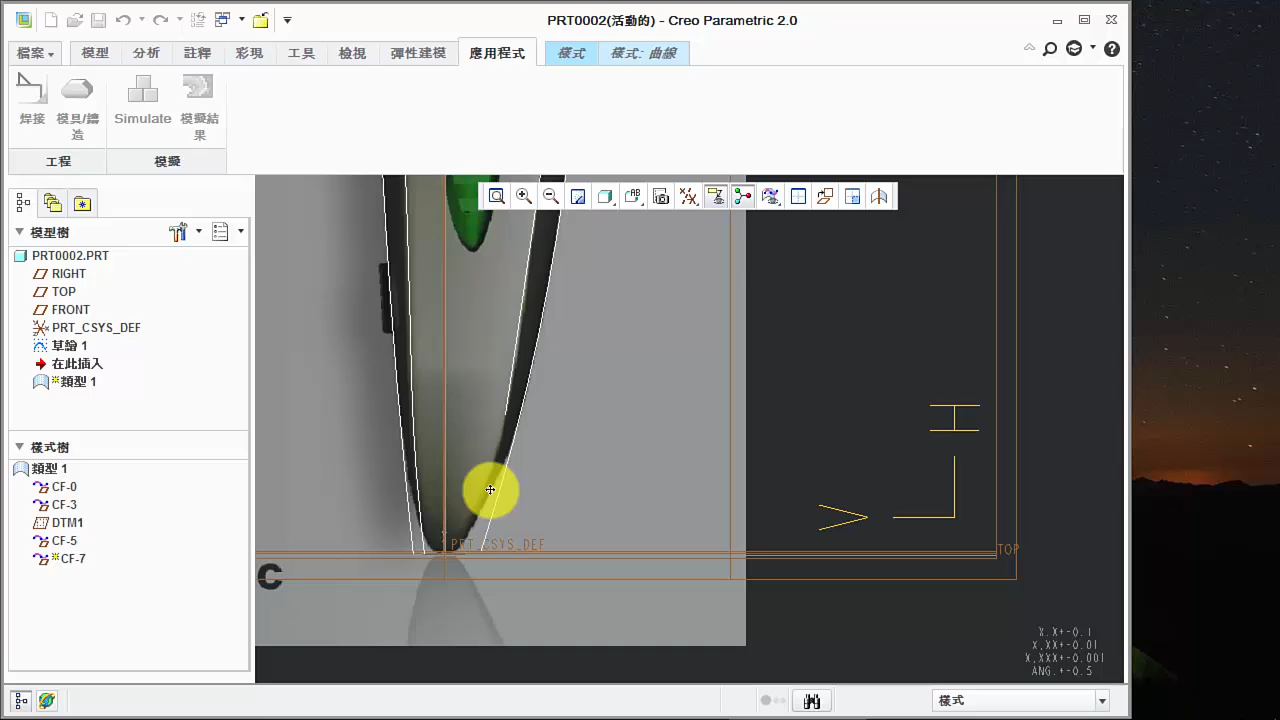 PRT0002(活動的) - Creo Parametric 2.0
檔案 模型 分析 註釋 彩現 工具 檢視 彈性建模 應用程式 樣式 樣式: 曲線
焊接 模具/鑄造 Simulate 模擬結果
工程 模擬
模型樹
PRT0002.PRT
RIGHT
TOP
FRONT
PRT_CSYS_DEF
草繪 1
在此插入
類型 1
樣式樹
類型 1
CF-0
CF-3
DTM1
CF-5
CF-7
PRT_CSYS_DEF
TOP
C
X.X+-0.1
X.XX+-0.01
X.XXX+-0.001
ANG.+-0.5
樣式